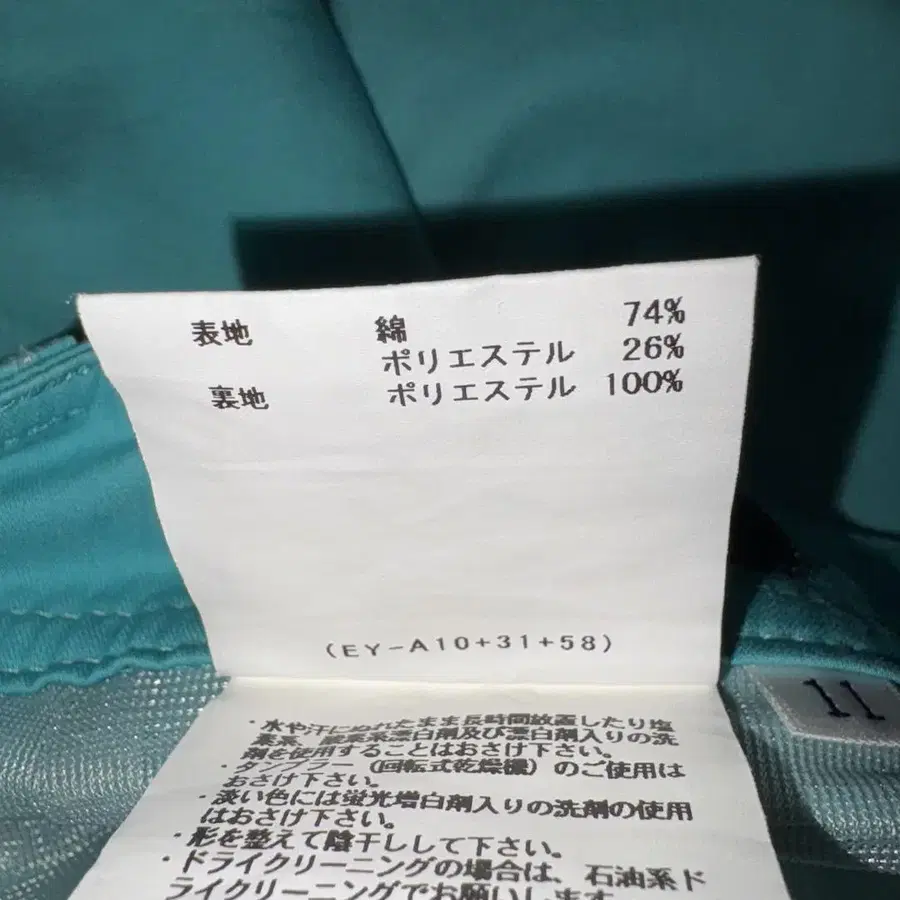 表地 綿 74%
ポリエステル 26%
裏地 ポリエステル 100%
(EY-A10+31+58)
・水や汗にぬれたまま長時間放置したり塩
素系、酸素系漂白剤及び漂白剤入りの洗
剤を使用することはおさけ下さい。
・タンブラー（回転式乾燥機）のご使用は
おさけ下さい。
・淡い色には蛍光増白剤入りの洗剤の使用
はおさけ下さい。
・形を整えて陰干しして下さい。
・ドライクリーニングの場合は、石油系ド
ライクリーニングでお願いします
11